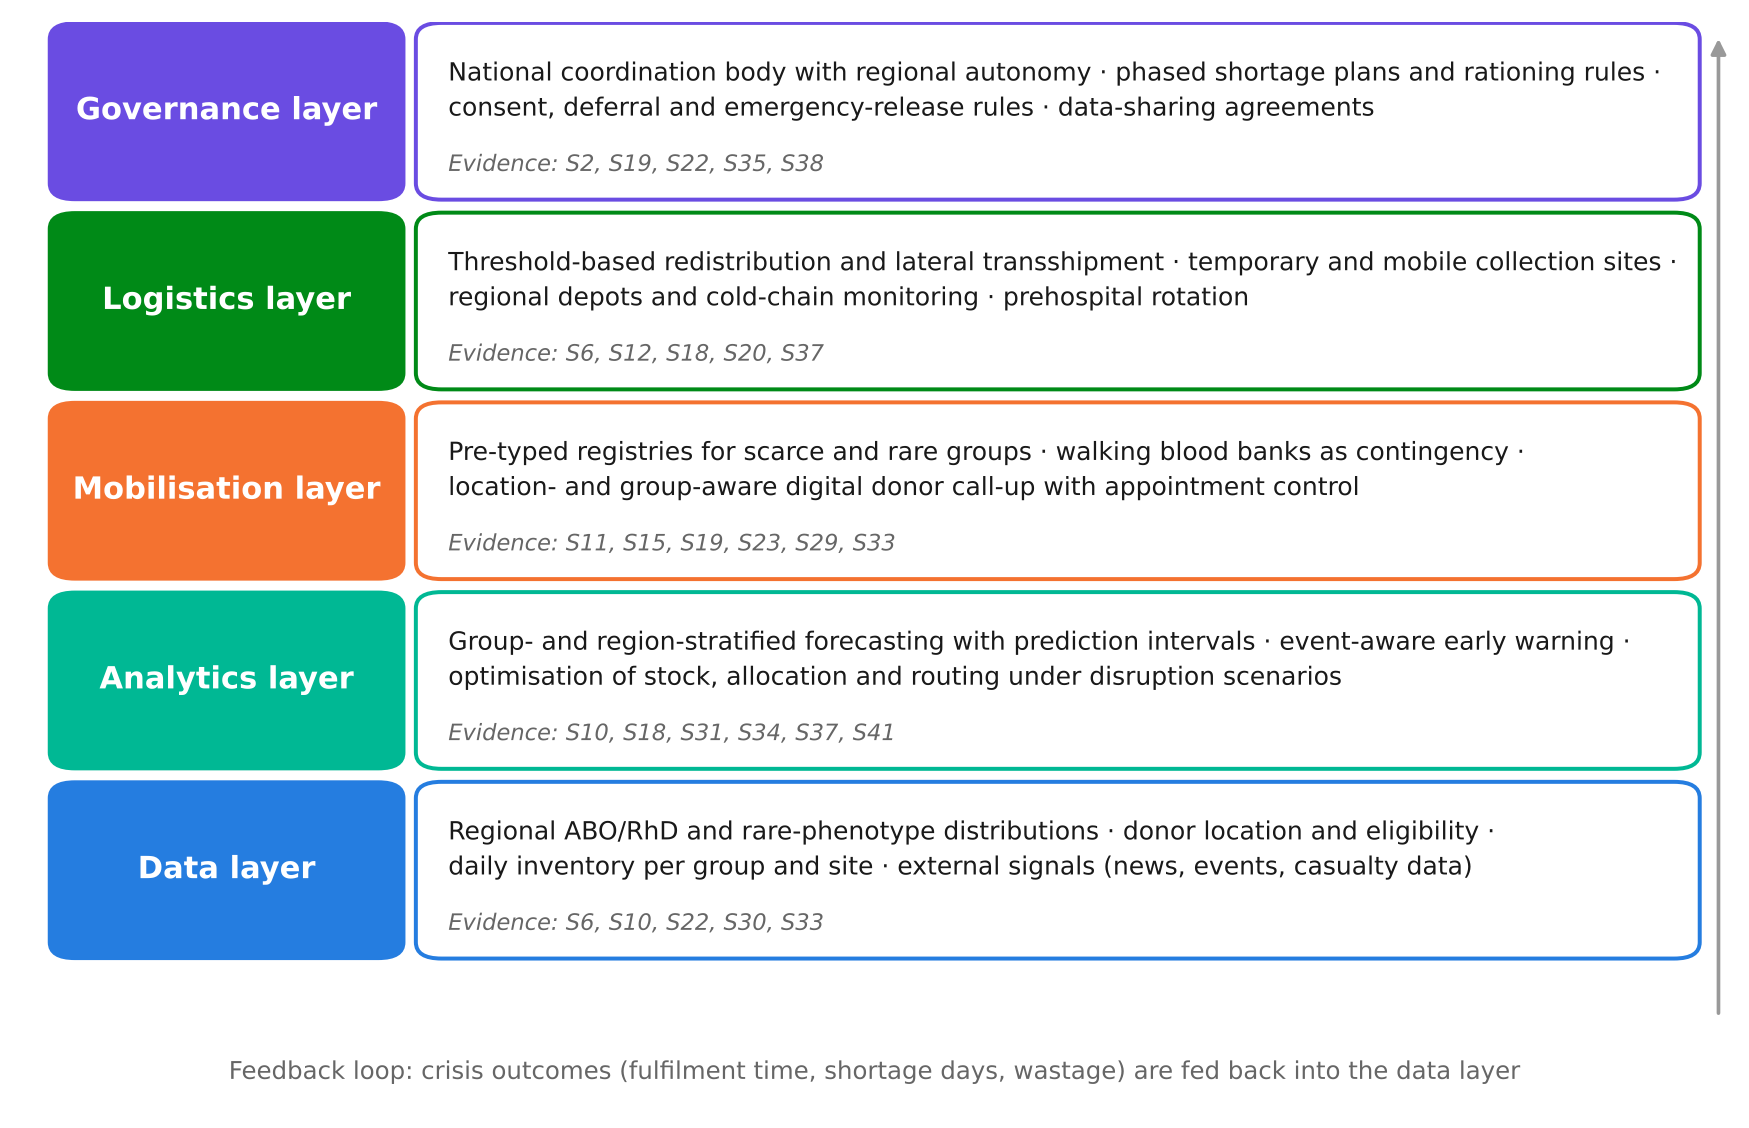 Governance layer
National coordination body with regional autonomy · phased shortage plans and rationing rules ·
consent, deferral and emergency-release rules · data-sharing agreements
Evidence: S2, S19, S22, S35, S38
Logistics layer
Threshold-based redistribution and lateral transshipment · temporary and mobile collection sites ·
regional depots and cold-chain monitoring · prehospital rotation
Evidence: S6, S12, S18, S20, S37
Mobilisation layer
Pre-typed registries for scarce and rare groups · walking blood banks as contingency ·
location- and group-aware digital donor call-up with appointment control
Evidence: S11, S15, S19, S23, S29, S33
Analytics layer
Group- and region-stratified forecasting with prediction intervals · event-aware early warning ·
optimisation of stock, allocation and routing under disruption scenarios
Evidence: S10, S18, S31, S34, S37, S41
Data layer
Regional ABO/RhD and rare-phenotype distributions · donor location and eligibility ·
daily inventory per group and site · external signals (news, events, casualty data)
Evidence: S6, S10, S22, S30, S33
Feedback loop: crisis outcomes (fulfilment time, shortage days, wastage) are fed back into the data layer